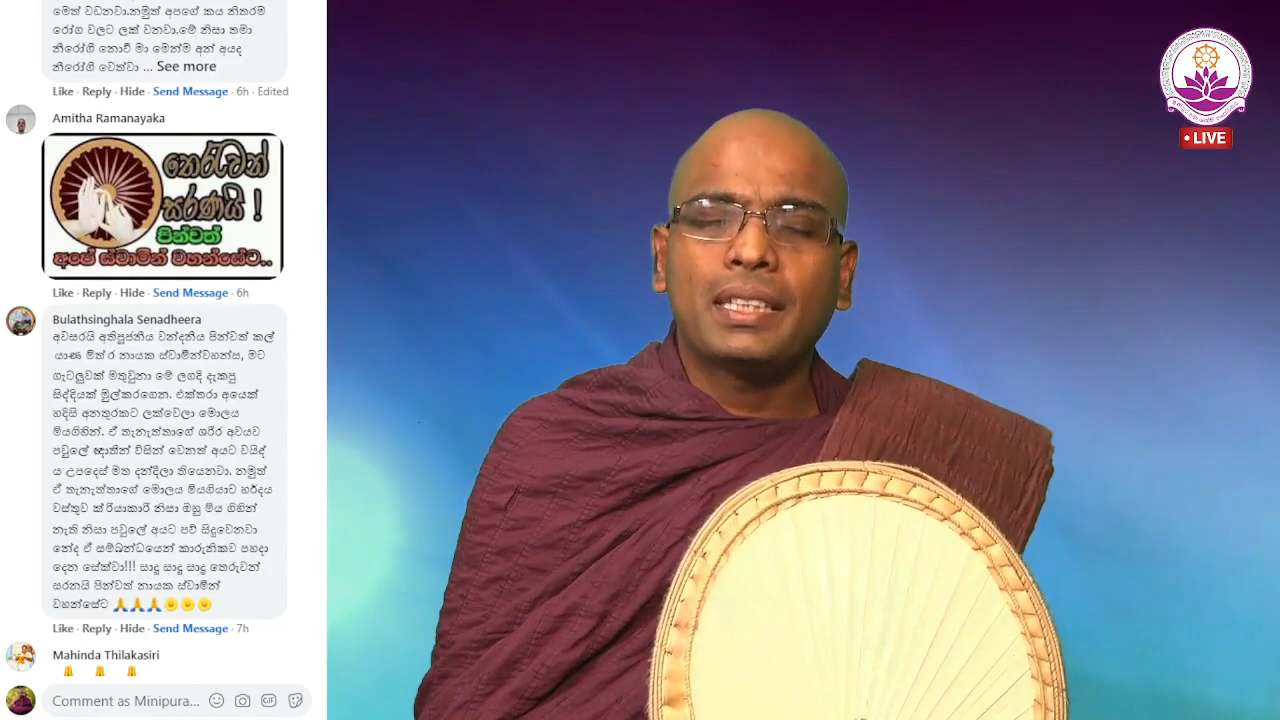 මෙත් වඩනවා.නමුත් අපගේ කය නිතරම
රෝග වලට ලක් වනවා.මේ නිසා තමා
නීරෝගි නොවී මා මෙන්ම අන් අයද
නීරෝගී වෙත්වා ... See more
Like · Reply · Hide · Send Message · 6h · Edited
Amitha Ramanayaka
තෙරුවන්
සරණයි !
පින්වත්
අපේ ස්වාමීන් වහන්සේට..
Like · Reply · Hide · Send Message · 6h
Bulathsinghala Senadheera
අවසරයි අතිපූජනීය වන්දනීය පින්වත් කල්
යාණ මිත් ර නායක ස්වාමීන්වහන්ස, මට
ගැටලුවක් මතුවුනා මේ ලගදි දැකපු
සිද්දියක් මුල්කරගෙන. එක්තරා අයෙක්
හදිසි අනතුරකට ලක්වෙලා මොලය
මියගිහින්. ඒ තැනැත්තාගේ ශරීර අවයව
පවුලේ ඥාතීන් විසින් වෙනක් අයට වයිද්
ය උපදෙස් මත දන්දීලා තියෙනවා. නමුත්
ඒ තැනැත්තාගේ මොලය මියගියාට හර්දය
වස්තුව ක් රියාකාරී නිසා ඔහු මිය ගිහින්
නැති නිසා පවුලේ අයට පව් සිදුවෙනවා
නේද ඒ සම්බන්ධයෙන් කාරුනිකව පහදා
දෙන සේක්වා!!! සාදු සාදු සාදු තෙරුවන්
සරනයි පින්වත් නායක ස්වාමීන්
වහන්සේට 🙏🙏🙏🌼🌼🌼
Like · Reply · Hide · Send Message · 7h
Mahinda Thilakasiri
Comment as Minipura...
GIF
LIVE